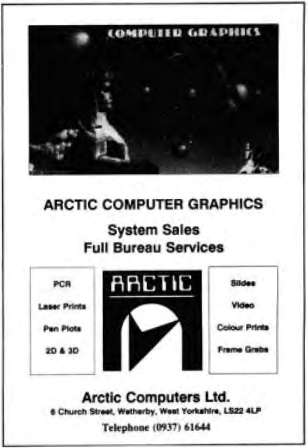 COMPUTER GRAPHICS
ARCTIC COMPUTER GRAPHICS
System Sales
Full Bureau Services
PCR
Laser Prints
Pen Plots
2D & 3D
ARCTIC
Slides
Video
Colour Prints
Frame Grabs
Arctic Computers Ltd.
6 Church Street, Wetherby, West Yorkshire, LS22 4LP
Telephone (0937) 61644